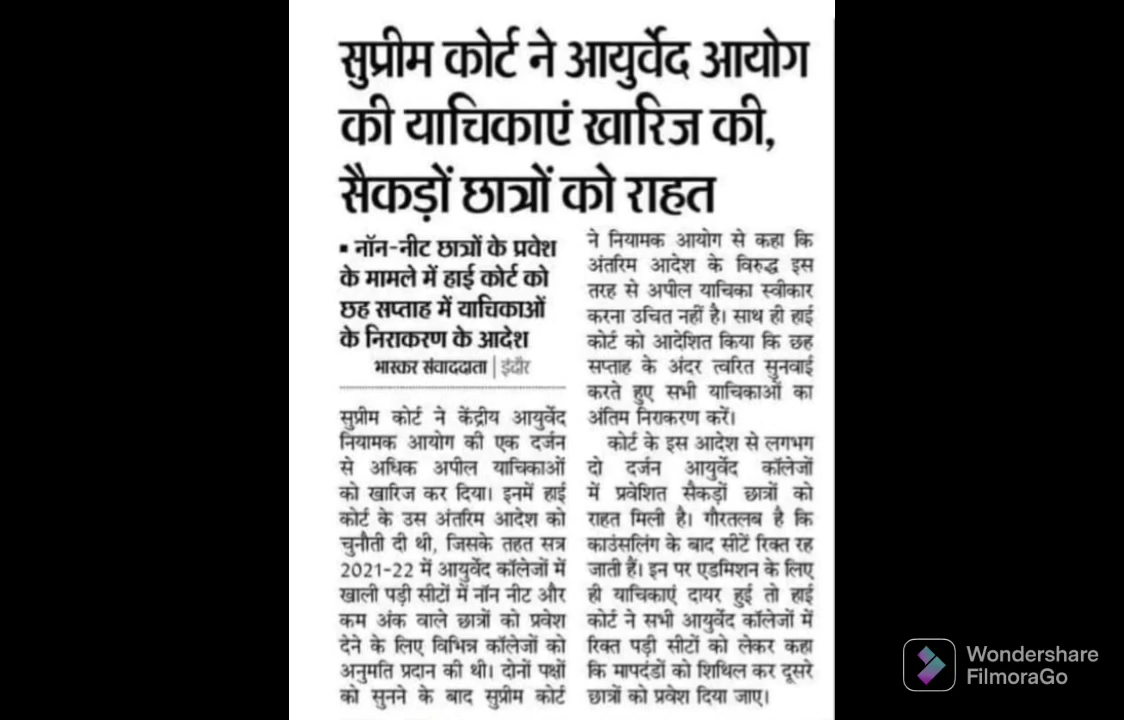 सुप्रीम कोर्ट ने आयुर्वेद आयोग
की याचिकाएं खारिज की,
सैकड़ों छात्रों को राहत
▪ नॉन-नीट छात्रों के प्रवेश
के मामले में हाई कोर्ट को
छह सप्ताह में याचिकाओं
के निराकरण के आदेश
भास्कर संवाददाता | इंदौर
सुप्रीम कोर्ट ने केंद्रीय आयुर्वेद
नियामक आयोग की एक दर्जन
से अधिक अपील याचिकाओं
को खारिज कर दिया। इनमें हाई
कोर्ट के उस अंतरिम आदेश को
चुनौती दी थी, जिसके तहत सत्र
2021-22 में आयुर्वेद कॉलेजों में
खाली पड़ी सीटों में नॉन नीट और
कम अंक वाले छात्रों को प्रवेश
देने के लिए विभिन्न कॉलेजों को
अनुमति प्रदान की थी। दोनों पक्षों
को सुनने के बाद सुप्रीम कोर्ट
ने नियामक आयोग से कहा कि
अंतरिम आदेश के विरुद्ध इस
तरह से अपील याचिका स्वीकार
करना उचित नहीं है। साथ ही हाई
कोर्ट को आदेशित किया कि छह
सप्ताह के अंदर त्वरित सुनवाई
करते हुए सभी याचिकाओं का
अंतिम निराकरण करें।
कोर्ट के इस आदेश से लगभग
दो दर्जन आयुर्वेद कॉलेजों
में प्रवेशित सैकड़ों छात्रों को
राहत मिली है। गौरतलब है कि
काउंसलिंग के बाद सीटें रिक्त रह
जाती हैं। इन पर एडमिशन के लिए
ही याचिकाएं दायर हुई तो हाई
कोर्ट ने सभी आयुर्वेद कॉलेजों में
रिक्त पड़ी सीटों को लेकर कहा
कि मापदंडों को शिथिल कर दूसरे
छात्रों को प्रवेश दिया जाए।
Wondershare
FilmoraGo